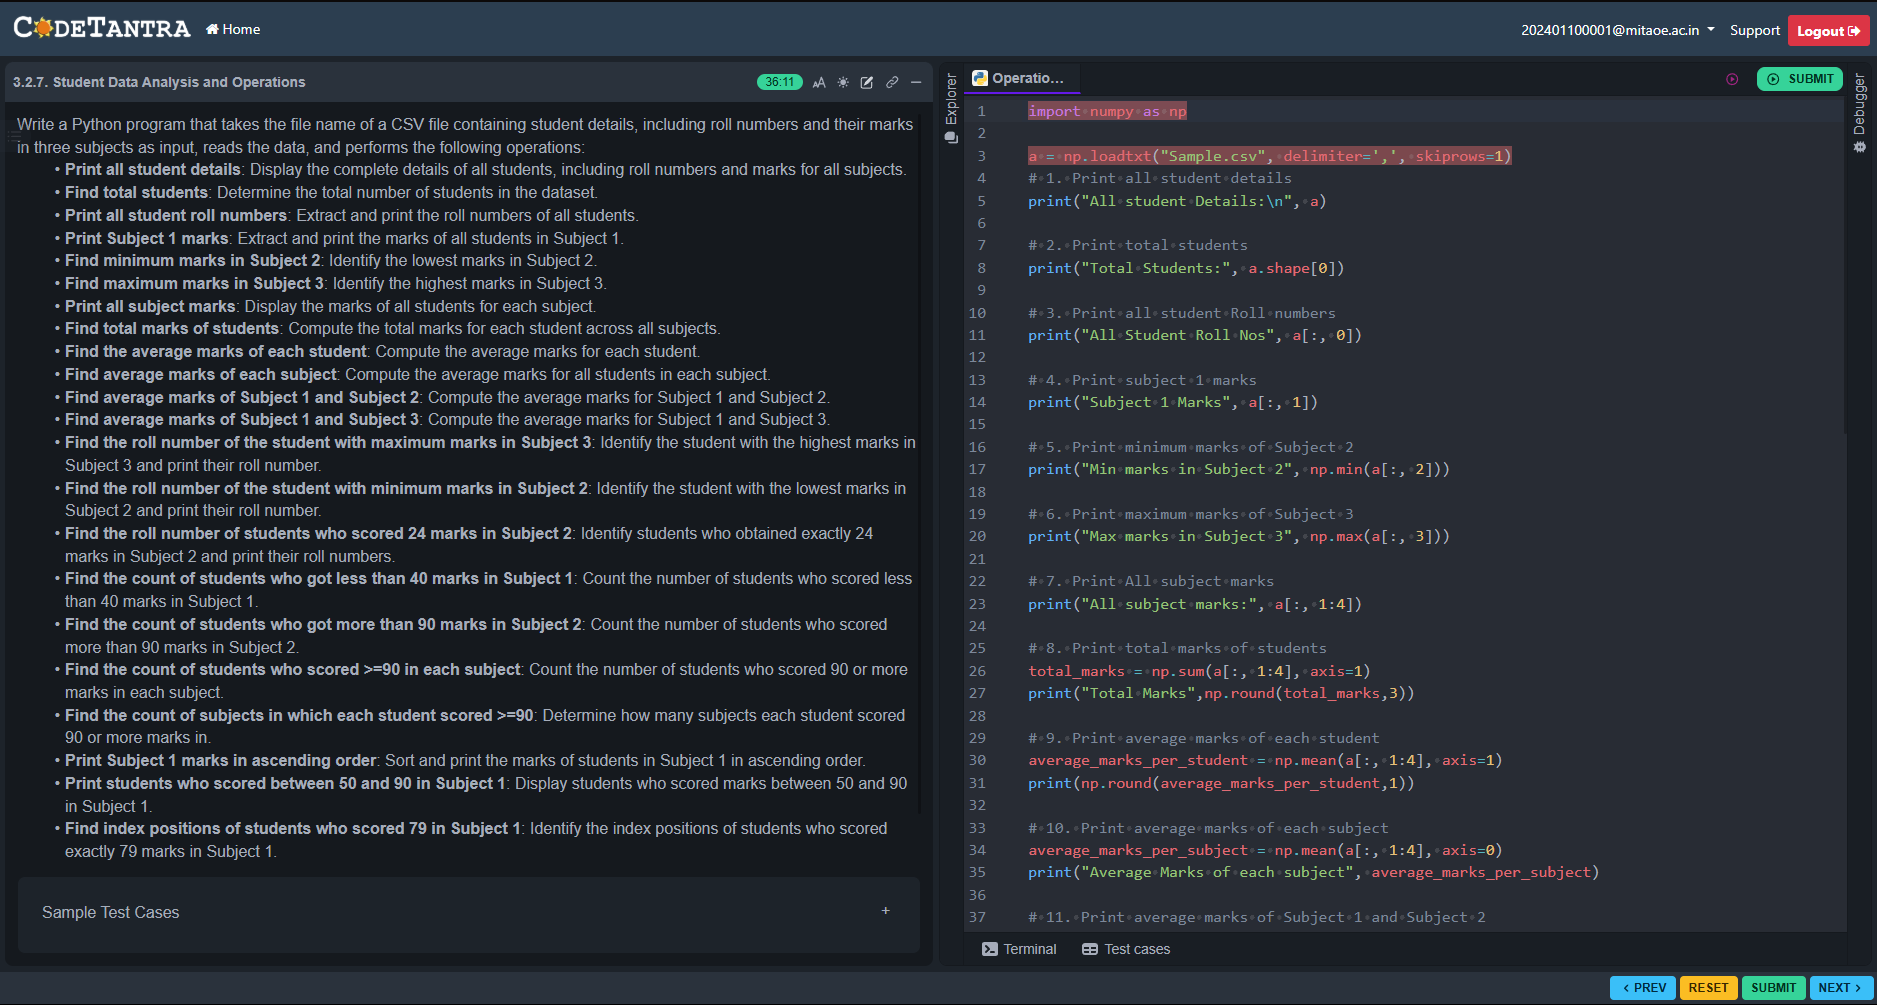 CODETANTRA Home 202401100001@mitaoe.ac.in Support Logout
3.2.7. Student Data Analysis and Operations 36:11
Write a Python program that takes the file name of a CSV file containing student details, including roll numbers and their marks
in three subjects as input, reads the data, and performs the following operations:
• Print all student details: Display the complete details of all students, including roll numbers and marks for all subjects.
• Find total students: Determine the total number of students in the dataset.
• Print all student roll numbers: Extract and print the roll numbers of all students.
• Print Subject 1 marks: Extract and print the marks of all students in Subject 1.
• Find minimum marks in Subject 2: Identify the lowest marks in Subject 2.
• Find maximum marks in Subject 3: Identify the highest marks in Subject 3.
• Print all subject marks: Display the marks of all students for each subject.
• Find total marks of students: Compute the total marks for each student across all subjects.
• Find the average marks of each student: Compute the average marks for each student.
• Find average marks of each subject: Compute the average marks for all students in each subject.
• Find average marks of Subject 1 and Subject 2: Compute the average marks for Subject 1 and Subject 2.
• Find average marks of Subject 1 and Subject 3: Compute the average marks for Subject 1 and Subject 3.
• Find the roll number of the student with maximum marks in Subject 3: Identify the student with the highest marks in
Subject 3 and print their roll number.
• Find the roll number of the student with minimum marks in Subject 2: Identify the student with the lowest marks in
Subject 2 and print their roll number.
• Find the roll number of students who scored 24 marks in Subject 2: Identify students who obtained exactly 24
marks in Subject 2 and print their roll numbers.
• Find the count of students who got less than 40 marks in Subject 1: Count the number of students who scored less
than 40 marks in Subject 1.
• Find the count of students who got more than 90 marks in Subject 2: Count the number of students who scored
more than 90 marks in Subject 2.
• Find the count of students who scored >=90 in each subject: Count the number of students who scored 90 or more
marks in each subject.
• Find the count of subjects in which each student scored >=90: Determine how many subjects each student scored
90 or more marks in.
• Print Subject 1 marks in ascending order: Sort and print the marks of students in Subject 1 in ascending order.
• Print students who scored between 50 and 90 in Subject 1: Display students who scored marks between 50 and 90
in Subject 1.
• Find index positions of students who scored 79 in Subject 1: Identify the index positions of students who scored
exactly 79 marks in Subject 1.
Sample Test Cases +
Explorer
Operatio...
SUBMIT
Debugger
1 import numpy as np
2
3 a = np.loadtxt("Sample.csv", delimiter=',', skiprows=1)
4 # 1. Print all student details
5 print("All student Details:\n", a)
6
7 # 2. Print total students
8 print("Total Students:", a.shape[0])
9
10 # 3. Print all student Roll numbers
11 print("All Student Roll Nos", a[:, 0])
12
13 # 4. Print subject 1 marks
14 print("Subject 1 Marks", a[:, 1])
15
16 # 5. Print minimum marks of Subject 2
17 print("Min marks in Subject 2", np.min(a[:, 2]))
18
19 # 6. Print maximum marks of Subject 3
20 print("Max marks in Subject 3", np.max(a[:, 3]))
21
22 # 7. Print All subject marks
23 print("All subject marks:", a[:, 1:4])
24
25 # 8. Print total marks of students
26 total_marks = np.sum(a[:, 1:4], axis=1)
27 print("Total Marks",np.round(total_marks,3))
28
29 # 9. Print average marks of each student
30 average_marks_per_student = np.mean(a[:, 1:4], axis=1)
31 print(np.round(average_marks_per_student,1))
32
33 # 10. Print average marks of each subject
34 average_marks_per_subject = np.mean(a[:, 1:4], axis=0)
35 print("Average Marks of each subject", average_marks_per_subject)
36
37 # 11. Print average marks of Subject 1 and Subject 2
Terminal Test cases
< PREV RESET SUBMIT NEXT >